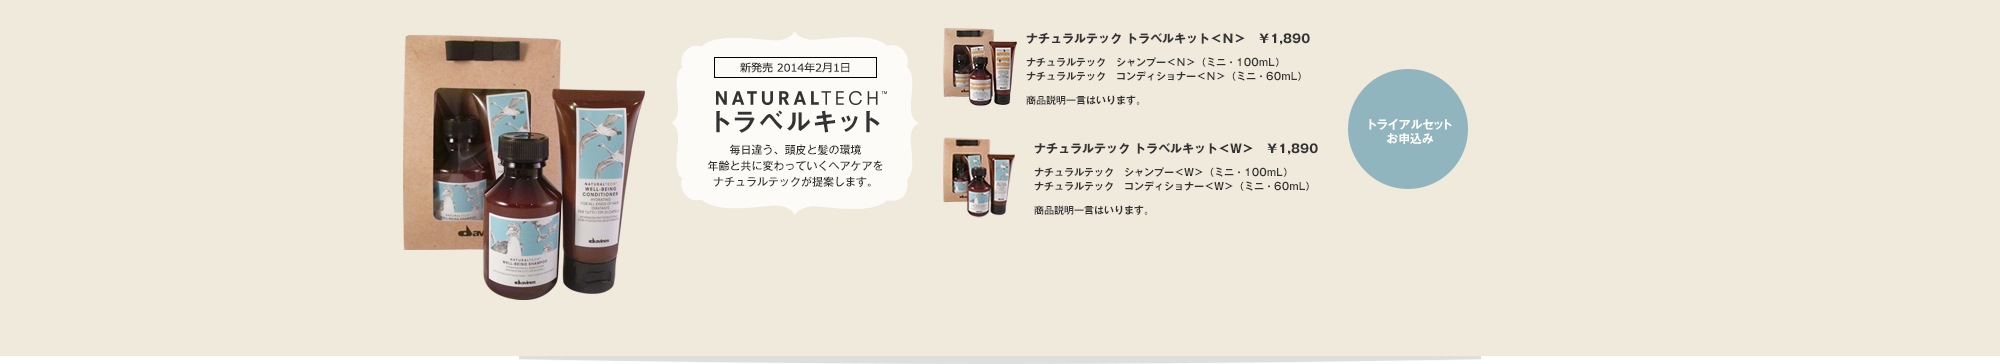 新発売 2014年2月1日
NATURALTECH™
トラベルキット
毎日違う、頭皮と髪の環境
年齢と共に変わっていくヘアケアを
ナチュラルテックが提案します。
ナチュラルテック トラベルキット＜N＞　￥1,890
ナチュラルテック　シャンプー＜N＞（ミニ・100mL）
ナチュラルテック　コンディショナー＜N＞（ミニ・60mL）
商品説明一言はいります。
ナチュラルテック トラベルキット＜W＞　￥1,890
ナチュラルテック　シャンプー＜W＞（ミニ・100mL）
ナチュラルテック　コンディショナー＜W＞（ミニ・60mL）
商品説明一言はいります。
トライアルセット
お申込み
NATURALTECH
WELL-BEING
CONDITIONER
davines
NATURALTECH
WELL-BEING SHAMPOO
davines